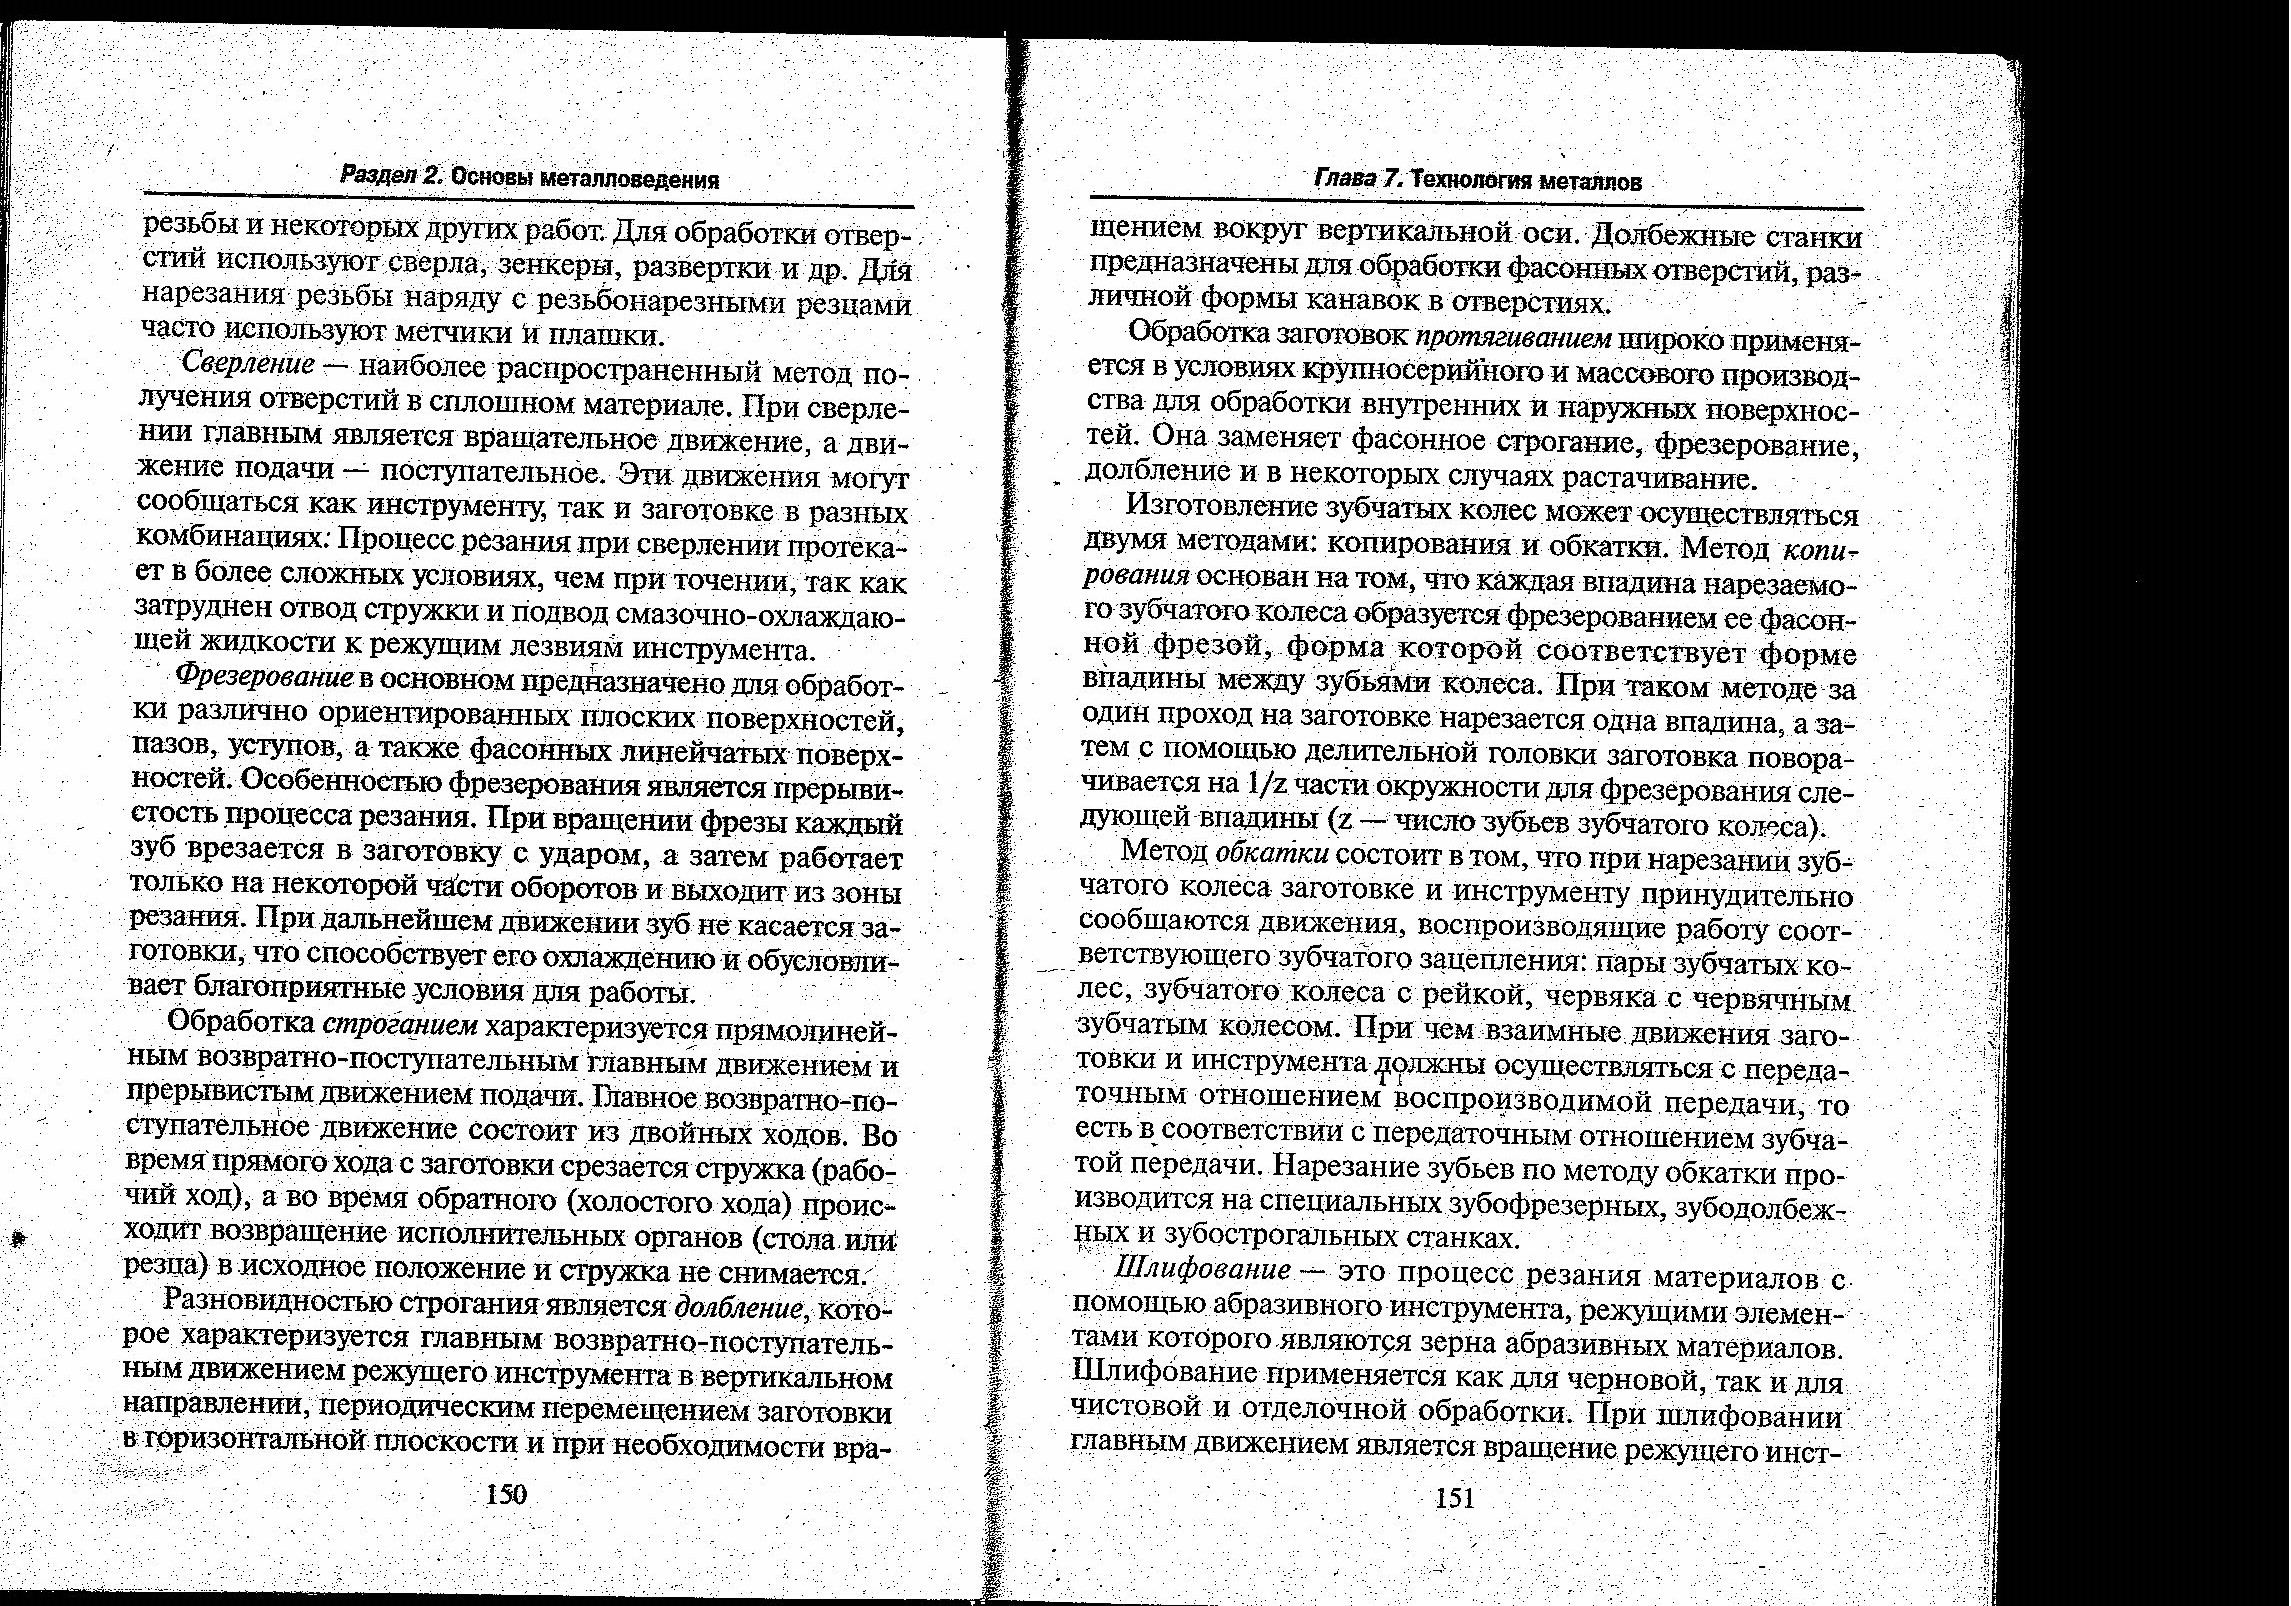 Раздел 2. Основы металловедения
резьбы и некоторых других работ. Для обработки отвер-
стий используют сверла, зенкеры, развертки и др. Для
нарезания резьбы наряду с резьбонарезными резцами
часто используют метчики и плашки.
Сверление — наиболее распространенный метод по-
лучения отверстий в сплошном материале. При сверле-
нии главным является вращательное движение, а дви-
жение подачи — поступательное. Эти движения могут
сообщаться как инструменту, так и заготовке в разных
комбинациях: Процесс резания при сверлении протека-
ет в более сложных условиях, чем при точении, так как
затруднен отвод стружки и подвод смазочно-охлаждаю-
щей жидкости к режущим лезвиям инструмента.
Фрезерование в основном предназначено для обработ-
ки различно ориентированных плоских поверхностей,
пазов, уступов, а также фасонных линейчатых поверх-
ностей. Особенностью фрезерования является прерыви-
стость процесса резания. При вращении фрезы каждый
зуб врезается в заготовку с ударом, а затем работает
только на некоторой части оборотов и выходит из зоны
резания. При дальнейшем движении зуб не касается за-
готовки, что способствует его охлаждению и обусловли-
вает благоприятные условия для работы.
Обработка строганием характеризуется прямолиней-
ным возвратно-поступательным главным движением и
прерывистым движением подачи. Главное возвратно-по-
ступательное движение состоит из двойных ходов. Во
время прямого хода с заготовки срезается стружка (рабо-
чий ход), а во время обратного (холостого хода) проис-
ходит возвращение исполнительных органов (стола или
резца) в исходное положение и стружка не снимается.
Разновидностью строгания является долбление, кото-
рое характеризуется главным возвратно-поступатель-
ным движением режущего инструмента в вертикальном
направлении, периодическим перемещением заготовки
в горизонтальной плоскости и при необходимости вра-
150
Глава 7. Технология металлов
щением вокруг вертикальной оси. Долбежные станки
предназначены для обработки фасонных отверстий, раз-
личной формы канавок в отверстиях.
Обработка заготовок протягиванием широко применя-
ется в условиях крупносерийного и массового производ-
ства для обработки внутренних и наружных поверхнос-
тей. Она заменяет фасонное строгание, фрезерование,
долбление и в некоторых случаях растачивание.
Изготовление зубчатых колес может осуществляться
двумя методами: копирования и обкатки. Метод копи-
рования основан на том, что каждая впадина нарезаемо-
го зубчатого колеса образуется фрезерованием ее фасон-
ной фрезой, форма которой соответствует форме
впадины между зубьями колеса. При таком методе за
один проход на заготовке нарезается одна впадина, а за-
тем с помощью делительной головки заготовка повора-
чивается на 1/z части окружности для фрезерования сле-
дующей впадины (z — число зубьев зубчатого колеса).
Метод обкатки состоит в том, что при нарезании зуб-
чатого колеса заготовке и инструменту принудительно
сообщаются движения, воспроизводящие работу соот-
ветствующего зубчатого зацепления: пары зубчатых ко-
лес, зубчатого колеса с рейкой, червяка с червячным
зубчатым колесом. При чем взаимные движения заго-
товки и инструмента должны осуществляться с переда-
точным отношением воспроизводимой передачи, то
есть в соответствии с передаточным отношением зубча-
той передачи. Нарезание зубьев по методу обкатки про-
изводится на специальных зубофрезерных, зубодолбеж-
ных и зубострогальных станках.
Шлифование — это процесс резания материалов с
помощью абразивного инструмента, режущими элемен-
тами которого являются зерна абразивных материалов.
Шлифование применяется как для черновой, так и для
чистовой и отделочной обработки. При шлифовании
главным движением является вращение режущего инст-
151